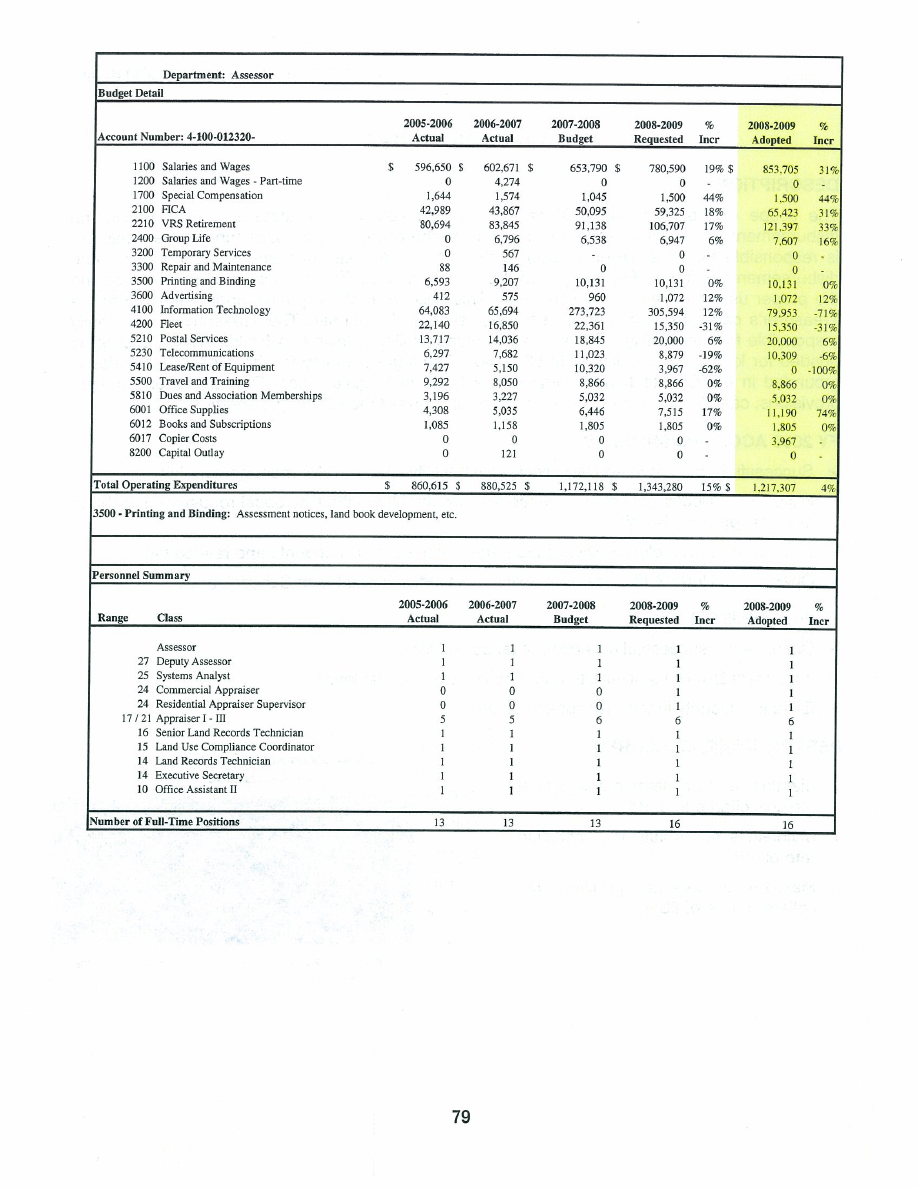 Department: Assessor
Budget Detail
2005-2006 2006-2007 2007-2008 2008-2009 % 2008-2009 %
Account Number: 4-100-012320- Actual Actual Budget Requested Incr Adopted Incr
1100 Salaries and Wages $ 596,650 $ 602,671 $ 653,790 $ 780,590 19% $ 853,705 31%
1200 Salaries and Wages - Part-time 0 4,274 0 0 - 0 -
1700 Special Compensation 1,644 1,574 1,045 1,500 44% 1,500 44%
2100 FICA 42,989 43,867 50,095 59,325 18% 65,423 31%
2210 VRS Retirement 80,694 83,845 91,138 106,707 17% 121,397 33%
2400 Group Life 0 6,796 6,538 6,947 6% 7,607 16%
3200 Temporary Services 0 567 - 0 - 0 -
3300 Repair and Maintenance 88 146 0 0 - 0 -
3500 Printing and Binding 6,593 9,207 10,131 10,131 0% 10,131 0%
3600 Advertising 412 575 960 1,072 12% 1,072 12%
4100 Information Technology 64,083 65,694 273,723 305,594 12% 79,953 -71%
4200 Fleet 22,140 16,850 22,361 15,350 -31% 15,350 -31%
5210 Postal Services 13,717 14,036 18,845 20,000 6% 20,000 6%
5230 Telecommunications 6,297 7,682 11,023 8,879 -19% 10,309 -6%
5410 Lease/Rent of Equipment 7,427 5,150 10,320 3,967 -62% 0 -100%
5500 Travel and Training 9,292 8,050 8,866 8,866 0% 8,866 0%
5810 Dues and Association Memberships 3,196 3,227 5,032 5,032 0% 5,032 0%
6001 Office Supplies 4,308 5,035 6,446 7,515 17% 11,190 74%
6012 Books and Subscriptions 1,085 1,158 1,805 1,805 0% 1,805 0%
6017 Copier Costs 0 0 0 0 - 3,967 -
8200 Capital Outlay 0 121 0 0 - 0 -
Total Operating Expenditures $ 860,615 $ 880,525 $ 1,172,118 $ 1,343,280 15% $ 1,217,307 4%
3500 - Printing and Binding: Assessment notices, land book development, etc.
Personnel Summary
2005-2006 2006-2007 2007-2008 2008-2009 % 2008-2009 %
Range Class Actual Actual Budget Requested Incr Adopted Incr
Assessor 1 1 1 1 1
27 Deputy Assessor 1 1 1 1 1
25 Systems Analyst 1 1 1 1 1
24 Commercial Appraiser 0 0 0 1 1
24 Residential Appraiser Supervisor 0 0 0 1 1
17 / 21 Appraiser I - III 5 5 6 6 6
16 Senior Land Records Technician 1 1 1 1 1
15 Land Use Compliance Coordinator 1 1 1 1 1
14 Land Records Technician 1 1 1 1 1
14 Executive Secretary 1 1 1 1 1
10 Office Assistant II 1 1 1 1 1
Number of Full-Time Positions 13 13 13 16 16
79